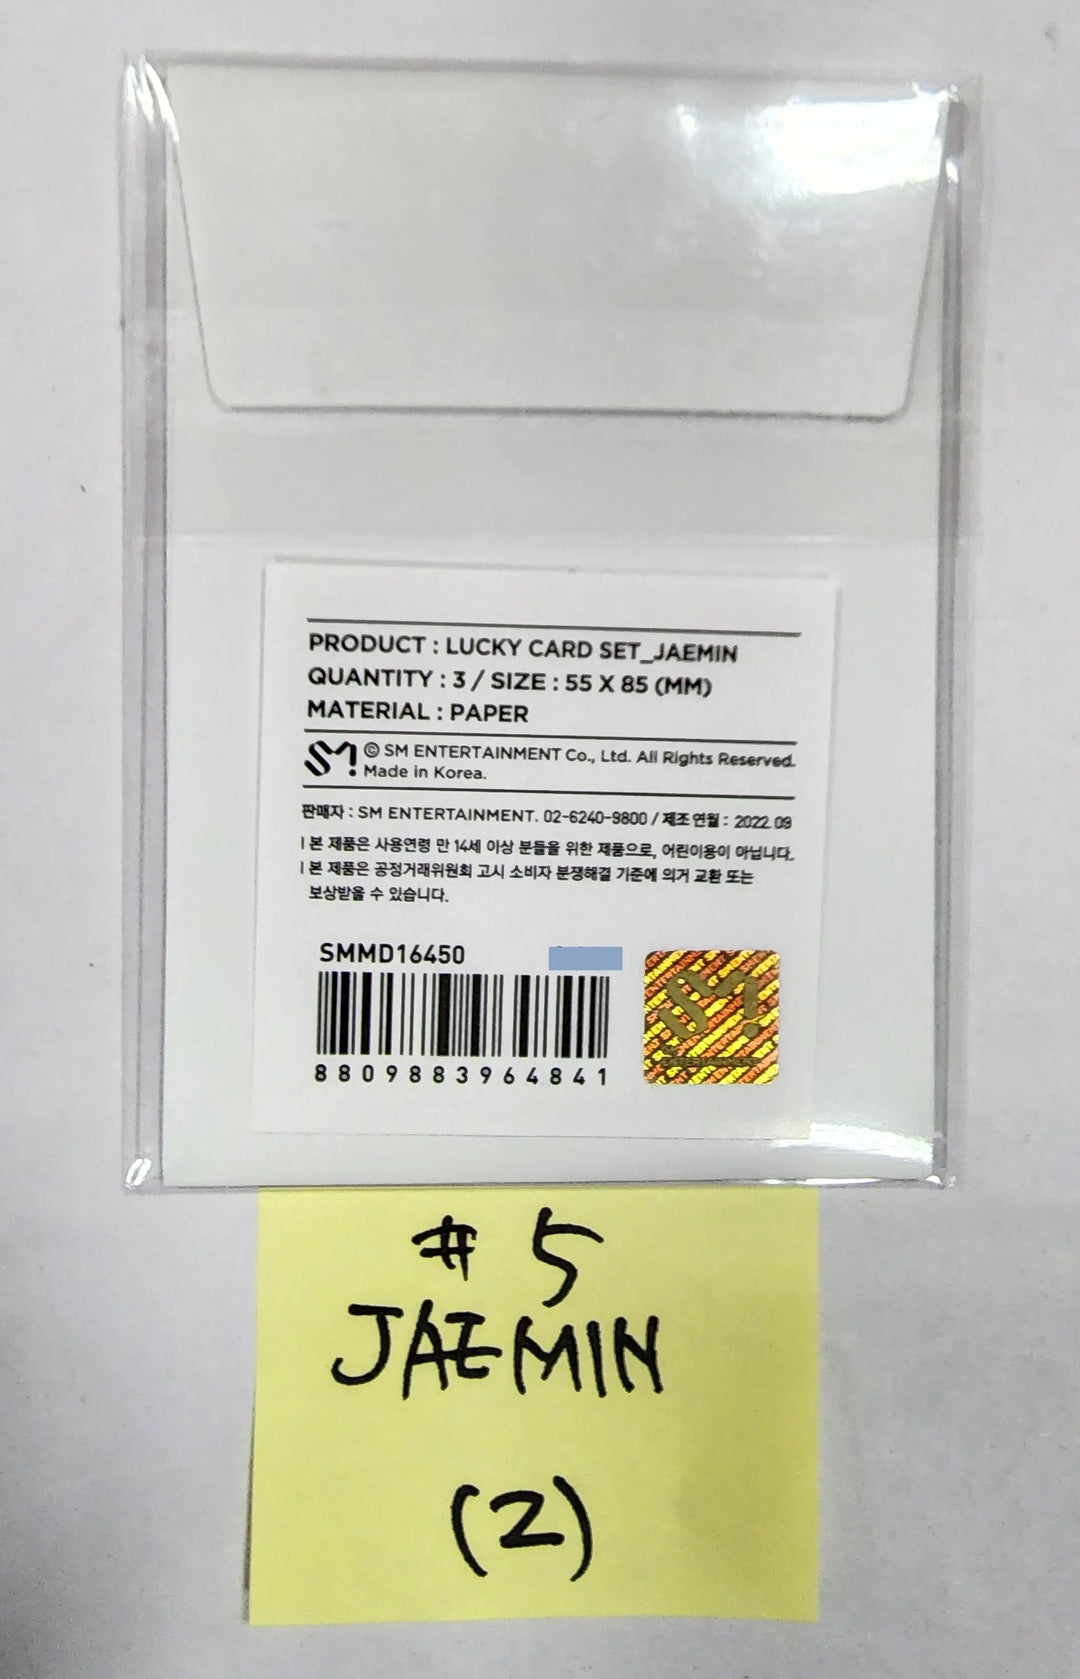 PRODUCT : LUCKY CARD SET_JAEMIN
QUANTITY : 3 / SIZE : 55 X 85 (MM)
MATERIAL : PAPER
SM! © SM ENTERTAINMENT Co., Ltd. All Rights Reserved.
Made in Korea.
판매자 : SM ENTERTAINMENT. 02-6240-9800 / 제조연월 : 2022.09
l 본 제품은 사용연령 만 14세 이상 분들을 위한 제품으로, 어린이용이 아닙니다.
l 본 제품은 공정거래위원회 고시 소비자 분쟁해결 기준에 의거 교환 또는
보상받을 수 있습니다.
SMMD16450
8809883964841
# 5
JAEMIN
(2)